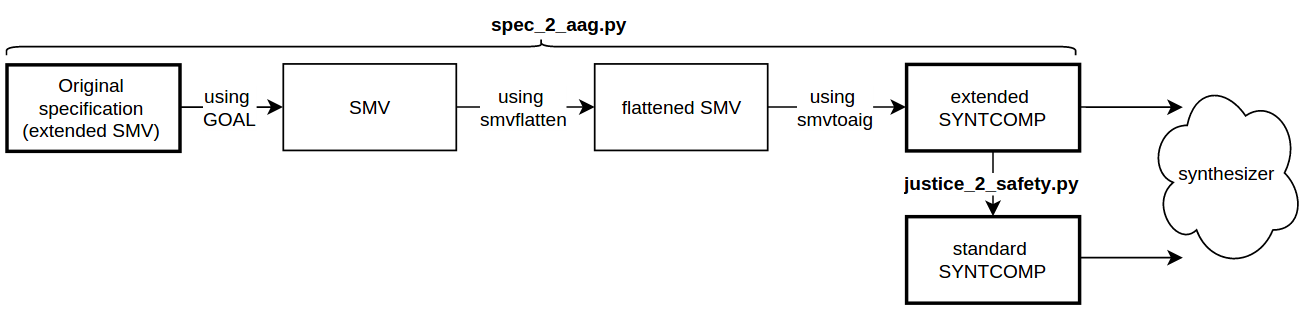 spec_2_aag.py
Original
specification
(extended SMV)
using
GOAL
SMV
using
smvflatten
flattened SMV
using
smvtoaig
extended
SYNTCOMP
justice_2_safety.py
standard
SYNTCOMP
synthesizer